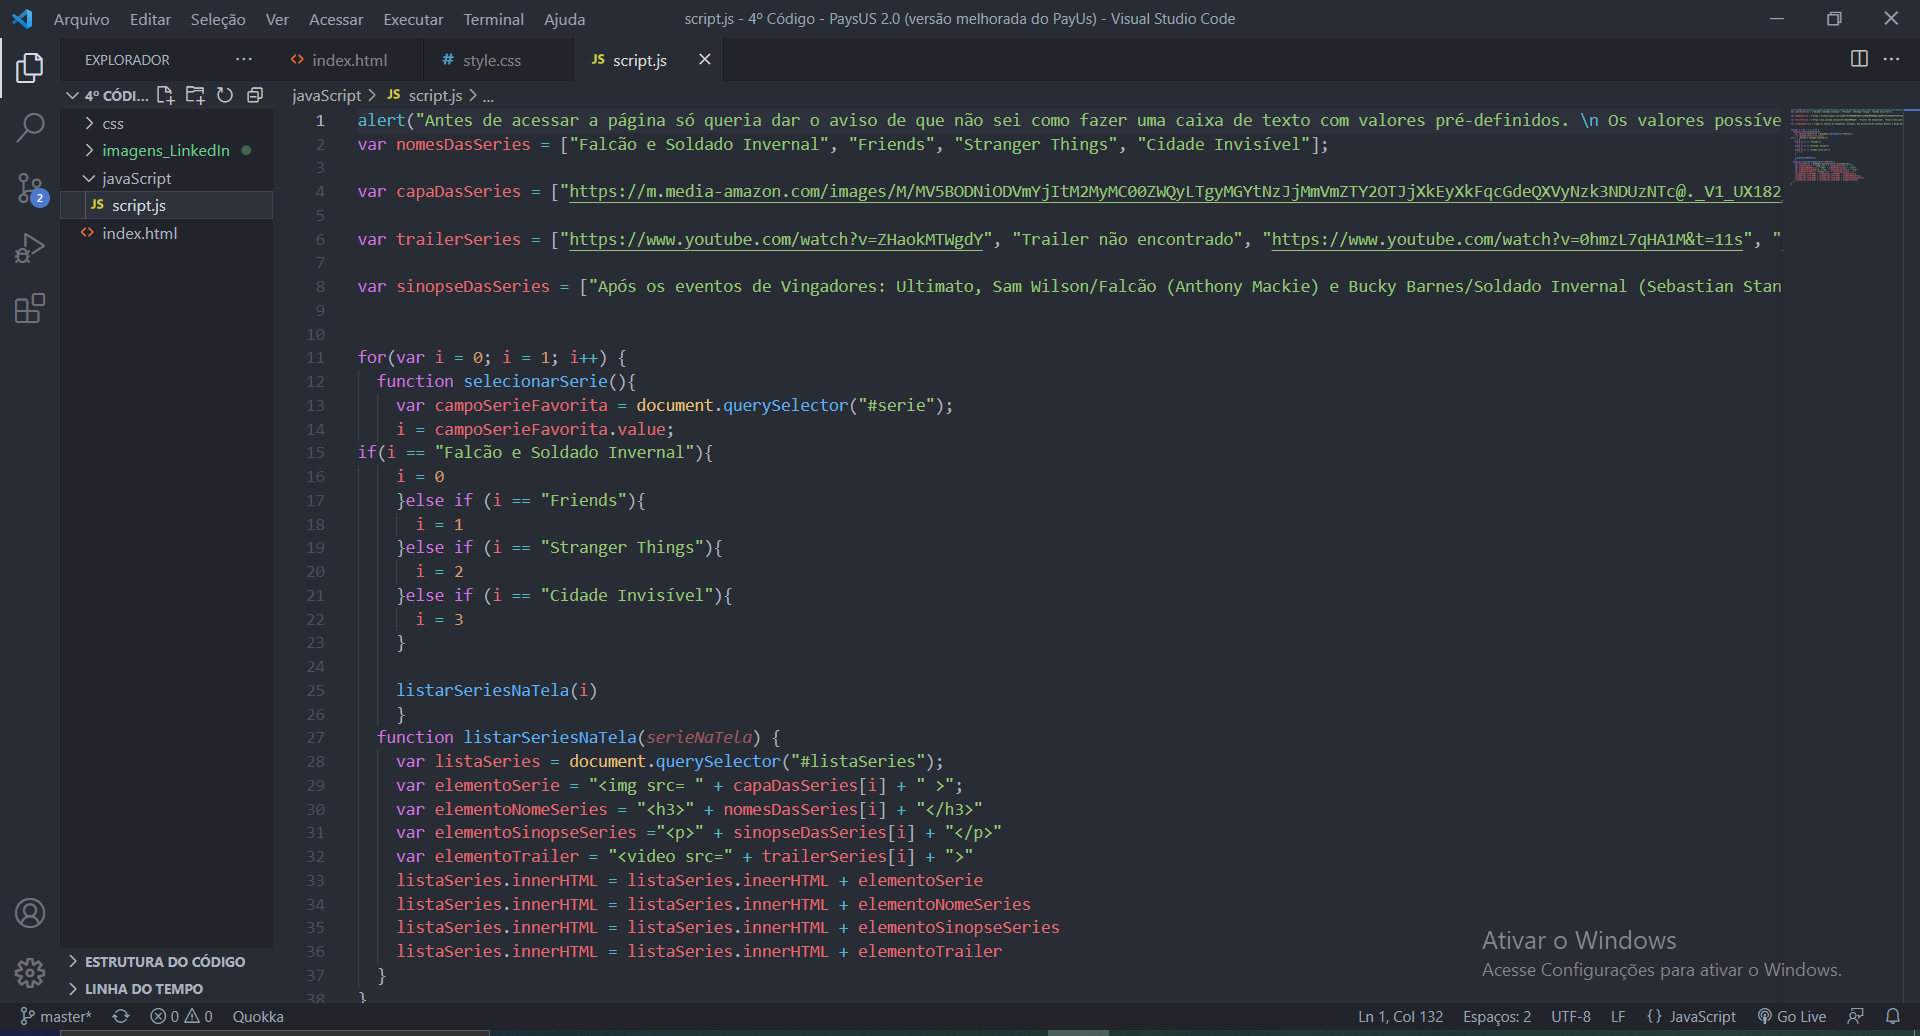 Arquivo Editar Seleção Ver Acessar Executar Terminal Ajuda
script.js - 4º Código - PaysUS 2.0 (versão melhorada do PayUs) - Visual Studio Code
EXPLORADOR ...
index.html
# style.css
JS script.js
4º CÓDI...
css
imagens_LinkedIn
javaScript
JS script.js
index.html
2
ESTRUTURA DO CÓDIGO
LINHA DO TEMPO
javaScript > JS script.js > ...
1 alert("Antes de acessar a página só queria dar o aviso de que não sei como fazer uma caixa de texto com valores pré-definidos. \n Os valores possíve
2 var nomesDasSeries = ["Falcão e Soldado Invernal", "Friends", "Stranger Things", "Cidade Invisível"];
3
4 var capaDasSeries = ["https://m.media-amazon.com/images/M/MV5BODNiODVmYjItM2MyMC00ZWQyLTgyMGYtNzJjMmVmZTY2OTJjXkEyXkFqcGdeQXVyNzk3NDUzNTc@._V1_UX182_
5
6 var trailerSeries = ["https://www.youtube.com/watch?v=ZHaokMTWgdY", "Trailer não encontrado", "https://www.youtube.com/watch?v=0hmzL7qHA1M&t=11s", "
7
8 var sinopseDasSeries = ["Após os eventos de Vingadores: Ultimato, Sam Wilson/Falcão (Anthony Mackie) e Bucky Barnes/Soldado Invernal (Sebastian Stan
9
10
11 for(var i = 0; i = 1; i++) {
12 function selecionarSerie(){
13 var campoSerieFavorita = document.querySelector("#serie");
14 i = campoSerieFavorita.value;
15 if(i == "Falcão e Soldado Invernal"){
16 i = 0
17 }else if (i == "Friends"){
18 i = 1
19 }else if (i == "Stranger Things"){
20 i = 2
21 }else if (i == "Cidade Invisível"){
22 i = 3
23 }
24
25 listarSeriesNaTela(i)
26 }
27 function listarSeriesNaTela(serieNaTela) {
28 var listaSeries = document.querySelector("#listaSeries");
29 var elementoSerie = "<img src= " + capaDasSeries[i] + " >";
30 var elementoNomeSeries = "<h3>" + nomesDasSeries[i] + "</h3>"
31 var elementoSinopseSeries ="<p>" + sinopseDasSeries[i] + "</p>"
32 var elementoTrailer = "<video src=" + trailerSeries[i] + ">"
33 listaSeries.innerHTML = listaSeries.ineerHTML + elementoSerie
34 listaSeries.innerHTML = listaSeries.innerHTML + elementoNomeSeries
35 listaSeries.innerHTML = listaSeries.innerHTML + elementoSinopseSeries
36 listaSeries.innerHTML = listaSeries.innerHTML + elementoTrailer
37 }
38 }
Ativar o Windows
Acesse Configurações para ativar o Windows.
master* 0 0 Quokka
Ln 1, Col 132 Espaços: 2 UTF-8 LF {} JavaScript Go Live